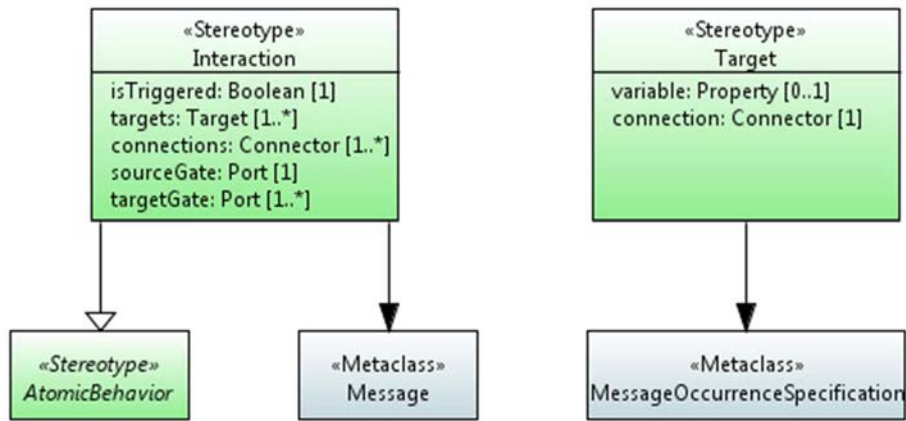 «Stereotype»
Interaction
isTriggered: Boolean [1]
targets: Target [1..*]
connections: Connector [1..*]
sourceGate: Port [1]
targetGate: Port [1..*]
«Stereotype»
Target
variable: Property [0..1]
connection: Connector [1]
«Stereotype»
AtomicBehavior
«Metaclass»
Message
«Metaclass»
MessageOccurrenceSpecification